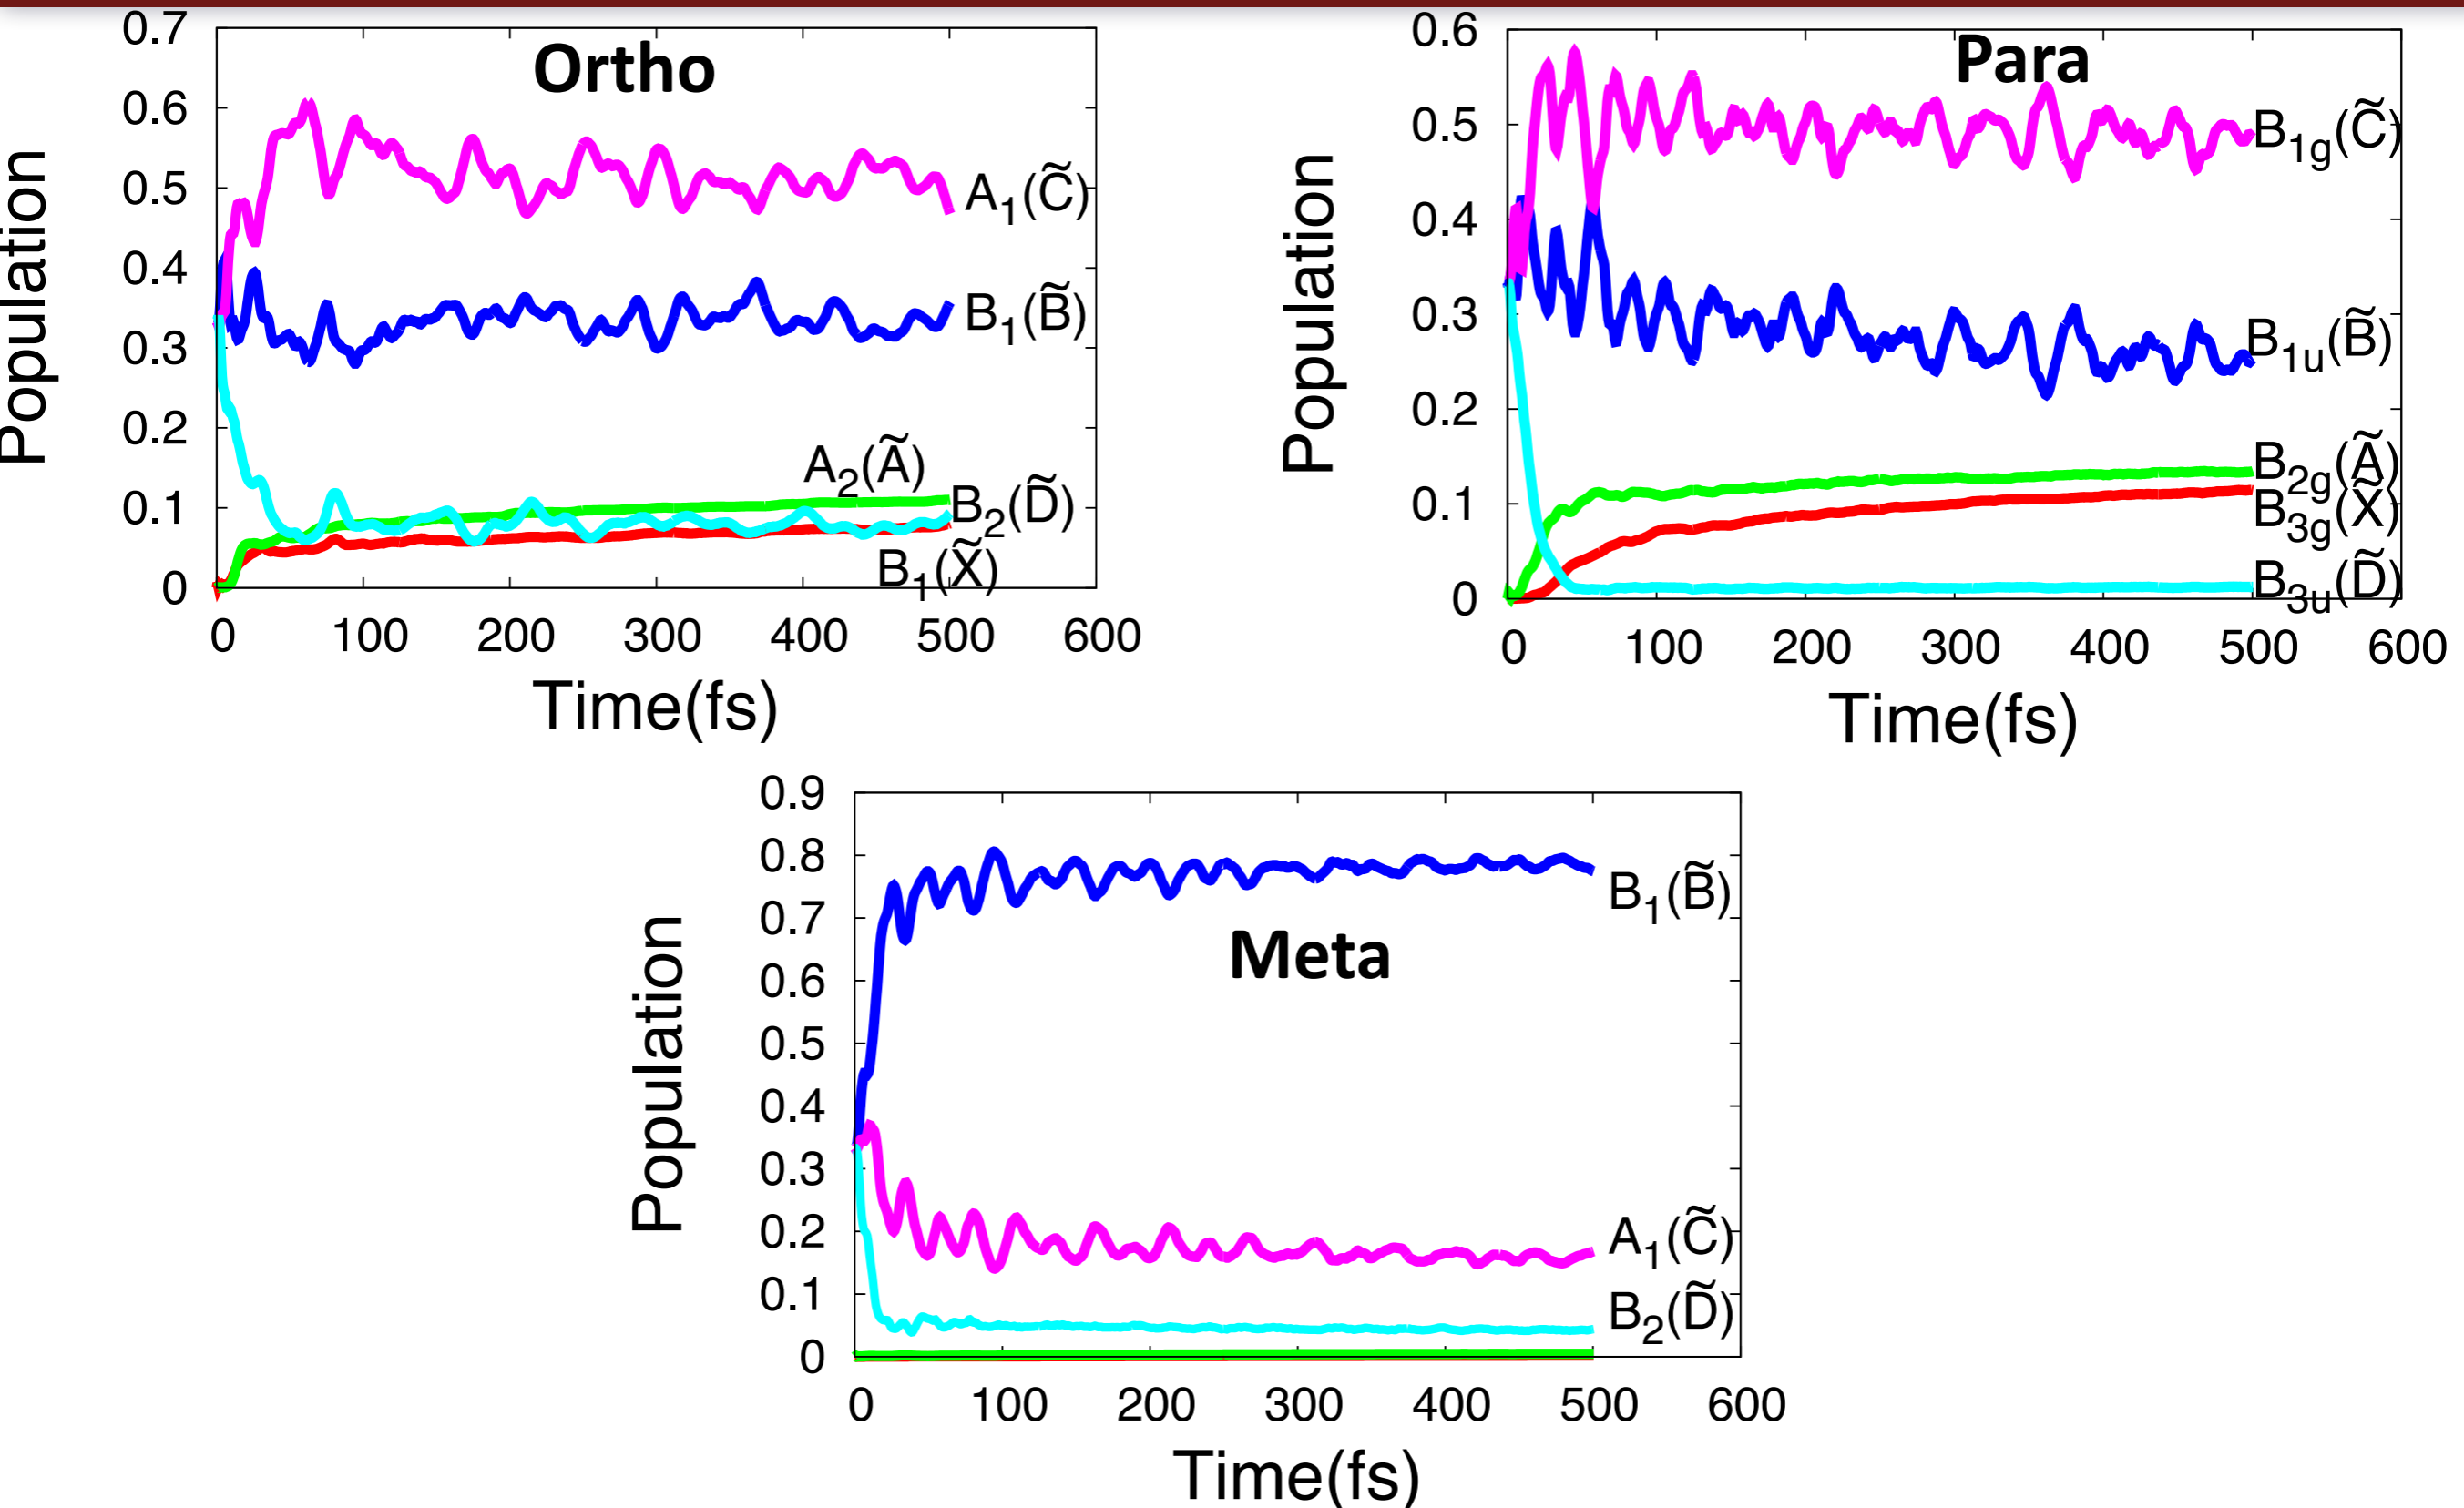 Ortho
Population
0.7
0.6
0.5
0.4
0.3
0.2
0.1
0
A₁(C̃)
B₁(B̃)
A₂(Ã)
B₂(D̃)
B₁(X̃)
0 100 200 300 400 500 600
Time(fs)
Para
Population
0.6
0.5
0.4
0.3
0.2
0.1
0
B₁g(C̃)
B₁u(B̃)
B₂g(Ã)
B₃g(X̃)
B₃u(D̃)
0 100 200 300 400 500 600
Time(fs)
Meta
Population
0.9
0.8
0.7
0.6
0.5
0.4
0.3
0.2
0.1
0
B₁(B̃)
A₁(C̃)
B₂(D̃)
0 100 200 300 400 500 600
Time(fs)